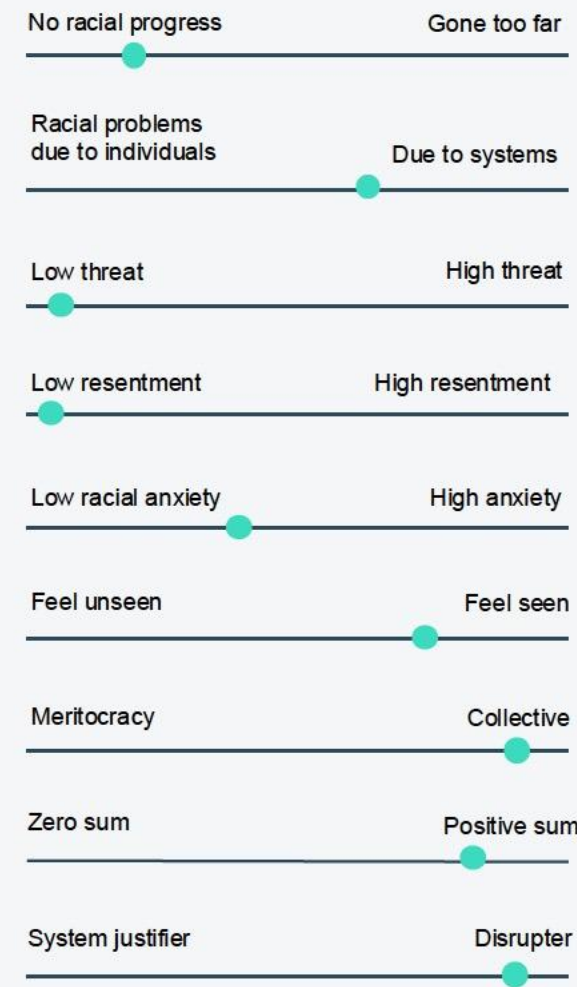 No racial progress
Gone too far
Racial problems
due to individuals
Due to systems
Low threat
High threat
Low resentment
High resentment
Low racial anxiety
High anxiety
Feel unseen
Feel seen
Meritocracy
Collective
Zero sum
Positive sum
System justifier
Disrupter